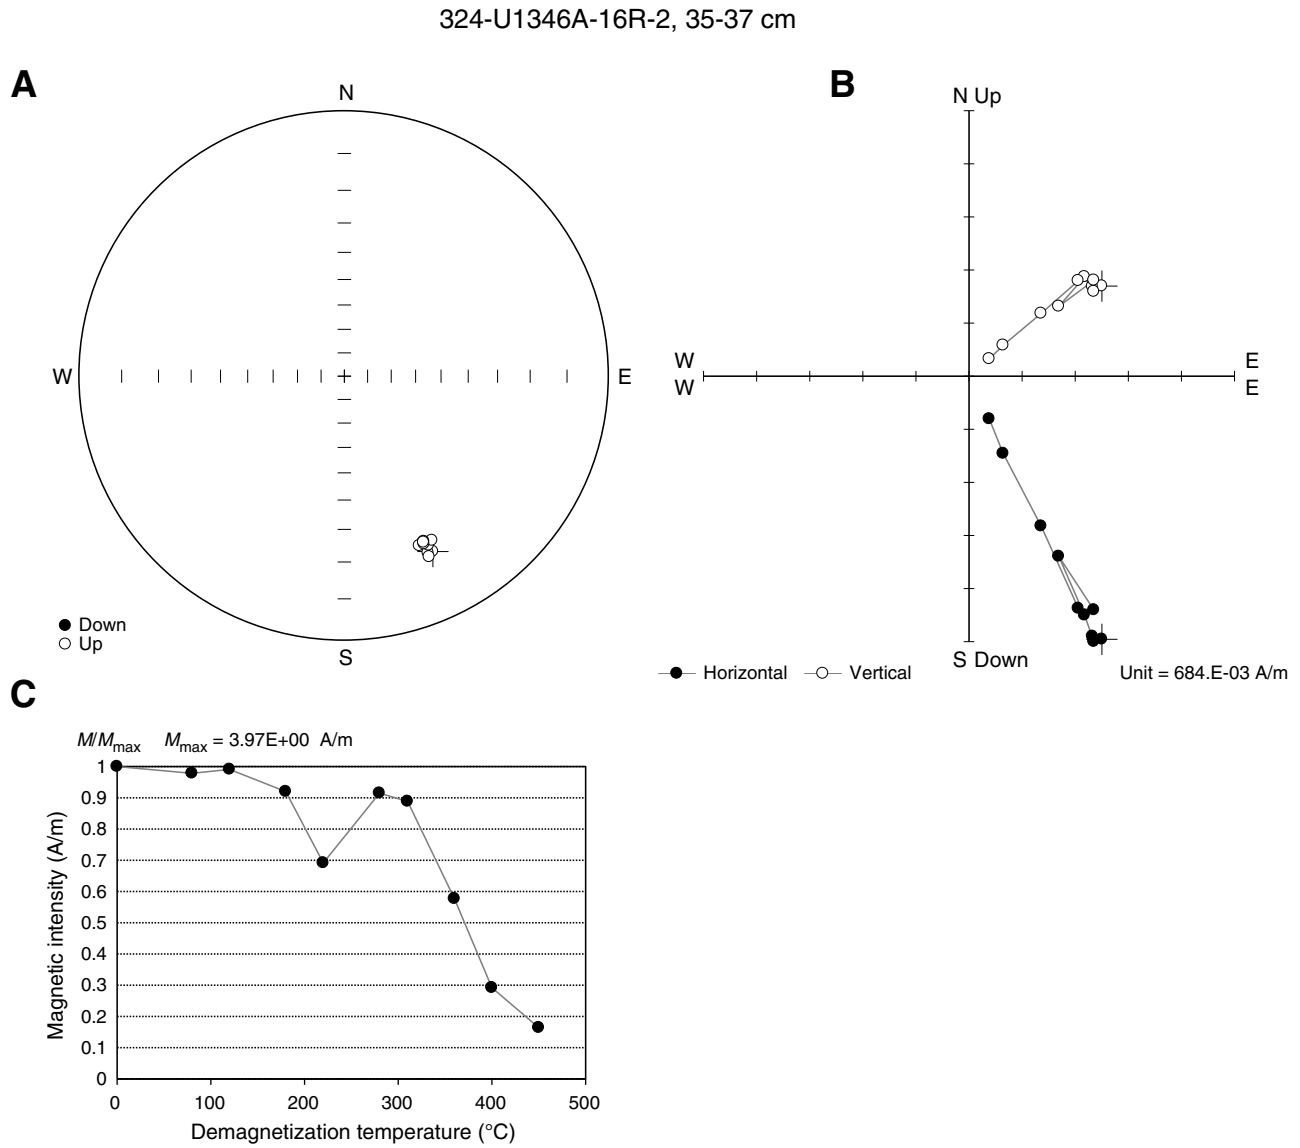 324-U1346A-16R-2, 35-37 cm
A
N
W
E
S
Down
Up
B
N Up
W
E
W
E
S Down
Horizontal
Vertical
Unit = 684.E-03 A/m
C
M/Mmax Mmax = 3.97E+00 A/m
1
0.9
0.8
0.7
0.6
0.5
0.4
0.3
0.2
0.1
0
Magnetic intensity (A/m)
0 100 200 300 400 500
Demagnetization temperature (°C)